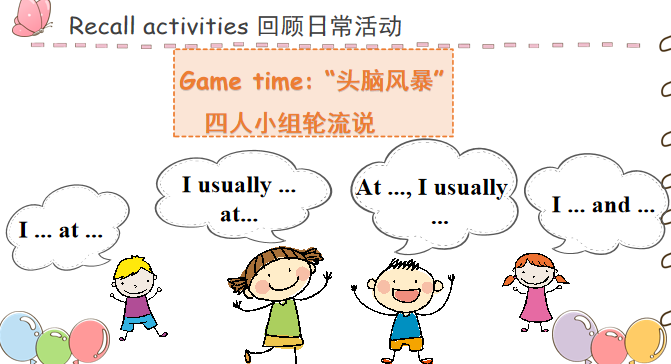 Recall activities 回顾日常活动
Game time: “头脑风暴”
四人小组轮流说
I ... at ...
I usually ...
at...
At ..., I usually
...
I ... and ...